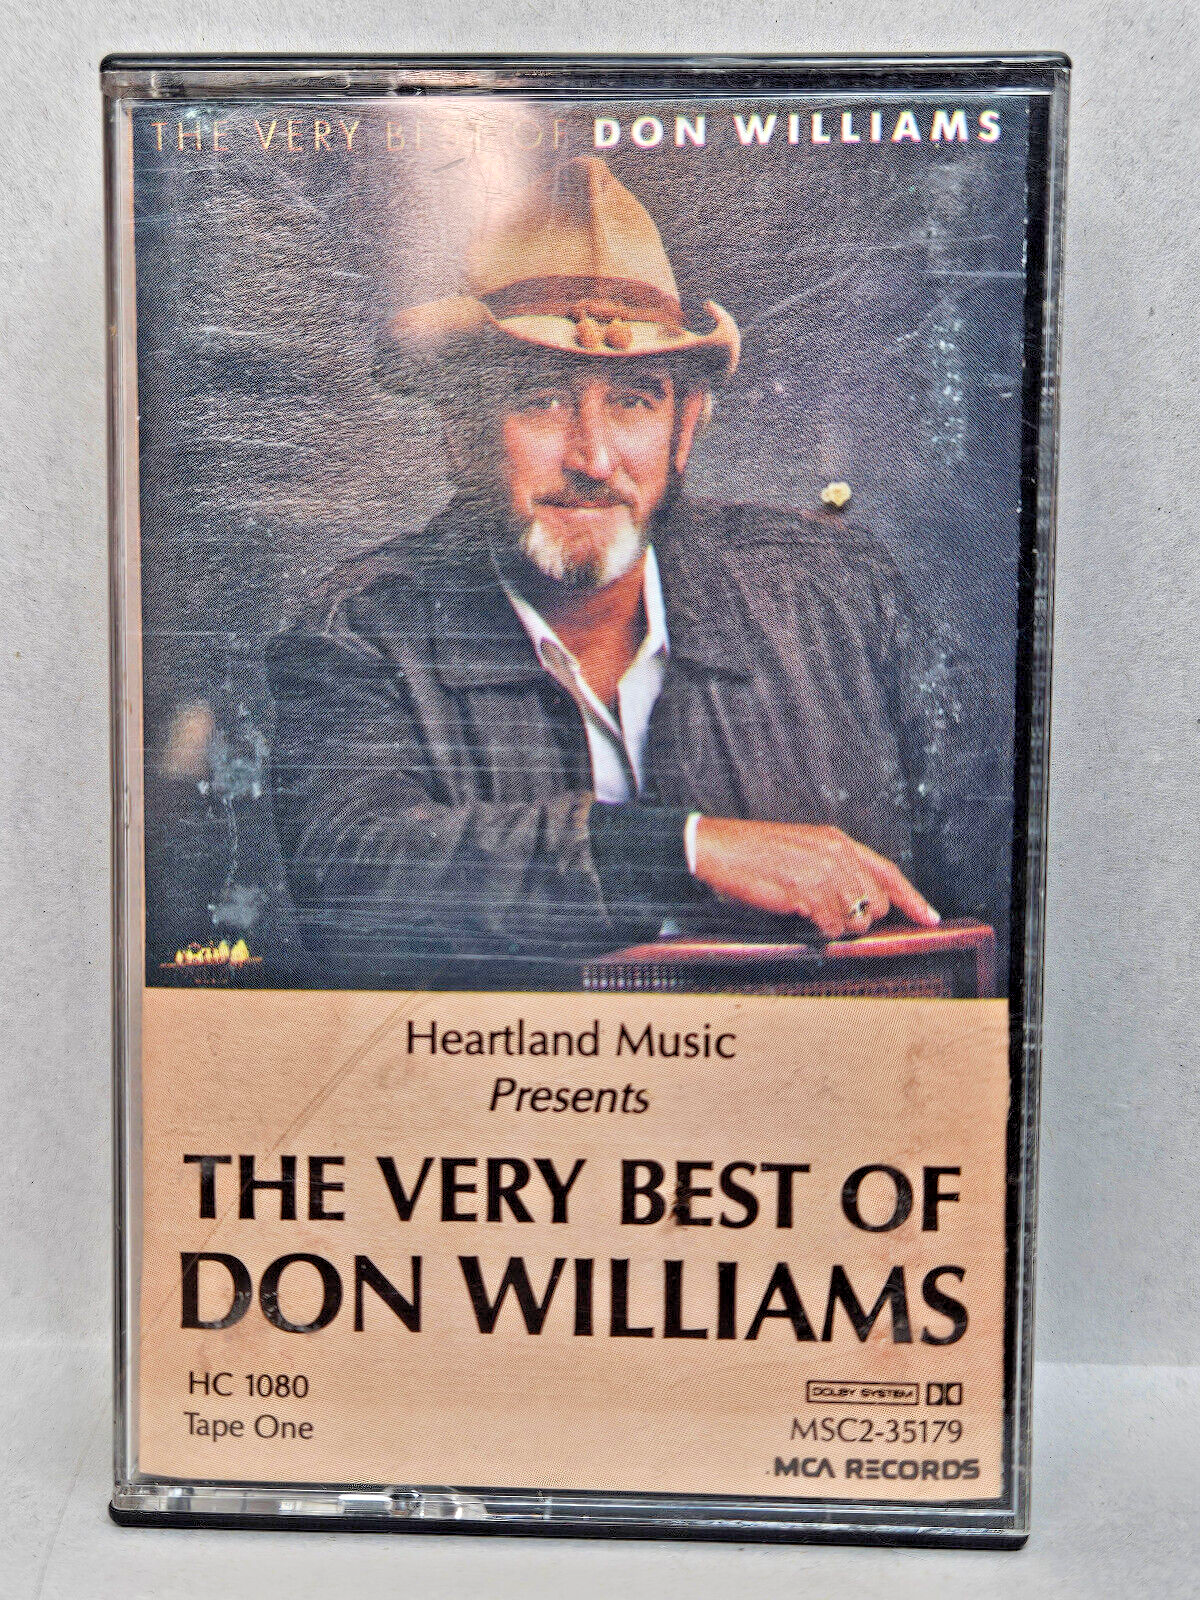 THE VERY BEST OF DON WILLIAMS
Heartland Music
Presents
THE VERY BEST OF
DON WILLIAMS
HC 1080
Tape One
DOLBY SYSTEM
MSC2-35179
MCA RECORDS